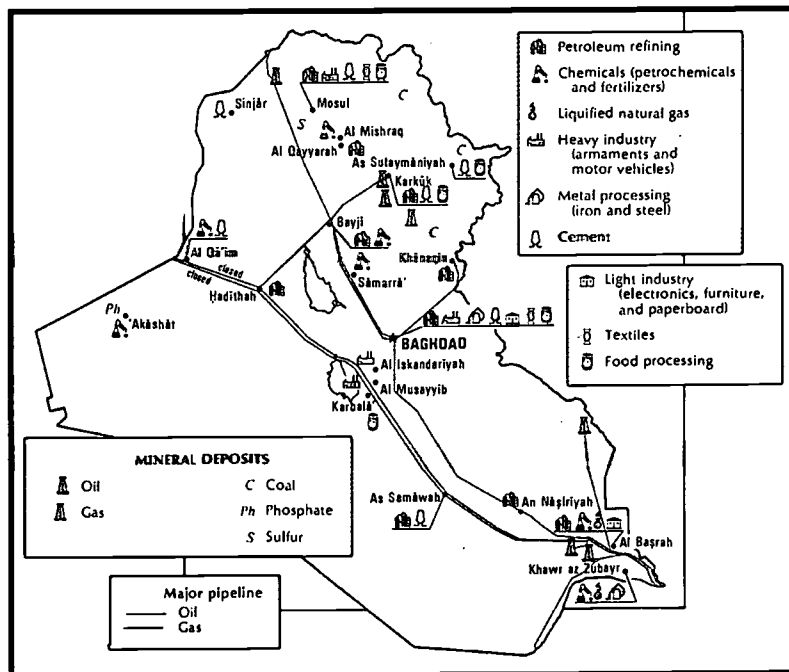 Petroleum refining
Chemicals (petrochemicals
and fertilizers)
Liquified natural gas
Heavy industry
(armaments and
motor vehicles)
Metal processing
(iron and steel)
Cement
Light industry
(electronics, furniture,
and paperboard)
Textiles
Food processing
Sinjār
Mosul
C
S
Al Mishraq
Al Qayyarah
C
As Sulaymānīyah
Karkūk
Bayjī
C
Khānaqīn
Al Qā'im
closed
closed
Sāmarrā'
Ḥadīthah
Ph
Akāshāt
BAGHDAD
Al Iskandarīyah
Al Musayyib
Karbalā'
As Samāwah
An Nāṣirīyah
Al Baṣrah
Khawr az Zubayr
MINERAL DEPOSITS
Oil
Gas
C Coal
Ph Phosphate
S Sulfur
Major pipeline
Oil
Gas